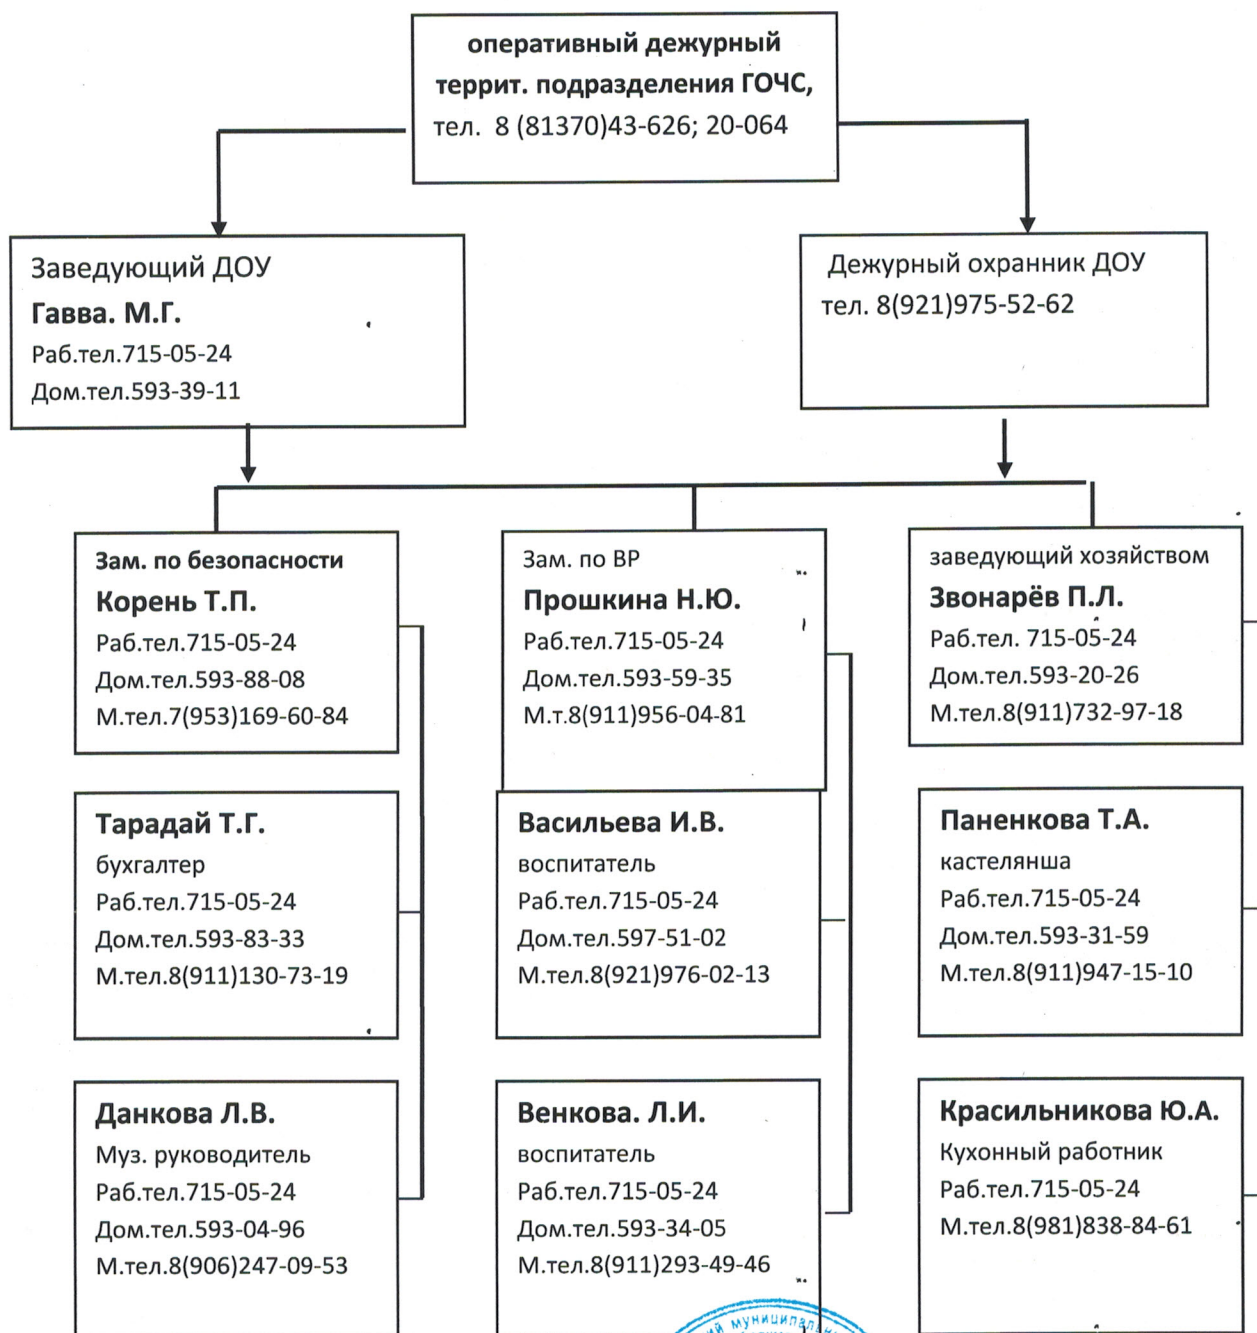 оперативный дежурный
террит. подразделения ГОЧС,
тел. 8 (81370)43-626; 20-064
Заведующий ДОУ
Гавва. М.Г.
Раб.тел.715-05-24
Дом.тел.593-39-11
Дежурный охранник ДОУ
тел. 8(921)975-52-62
Зам. по безопасности
Корень Т.П.
Раб.тел.715-05-24
Дом.тел.593-88-08
М.тел.7(953)169-60-84
Зам. по ВР
Прошкина Н.Ю.
Раб.тел.715-05-24
Дом.тел.593-59-35
М.т.8(911)956-04-81
заведующий хозяйством
Звонарёв П.Л.
Раб.тел. 715-05-24
Дом.тел.593-20-26
М.тел.8(911)732-97-18
Тарадай Т.Г.
бухгалтер
Раб.тел.715-05-24
Дом.тел.593-83-33
М.тел.8(911)130-73-19
Васильева И.В.
воспитатель
Раб.тел.715-05-24
Дом.тел.597-51-02
М.тел.8(921)976-02-13
Паненкова Т.А.
кастелянша
Раб.тел.715-05-24
Дом.тел.593-31-59
М.тел.8(911)947-15-10
Данкова Л.В.
Муз. руководитель
Раб.тел.715-05-24
Дом.тел.593-04-96
М.тел.8(906)247-09-53
Венкова. Л.И.
воспитатель
Раб.тел.715-05-24
Дом.тел.593-34-05
М.тел.8(911)293-49-46
Красильникова Ю.А.
Кухонный работник
Раб.тел.715-05-24
М.тел.8(981)838-84-61